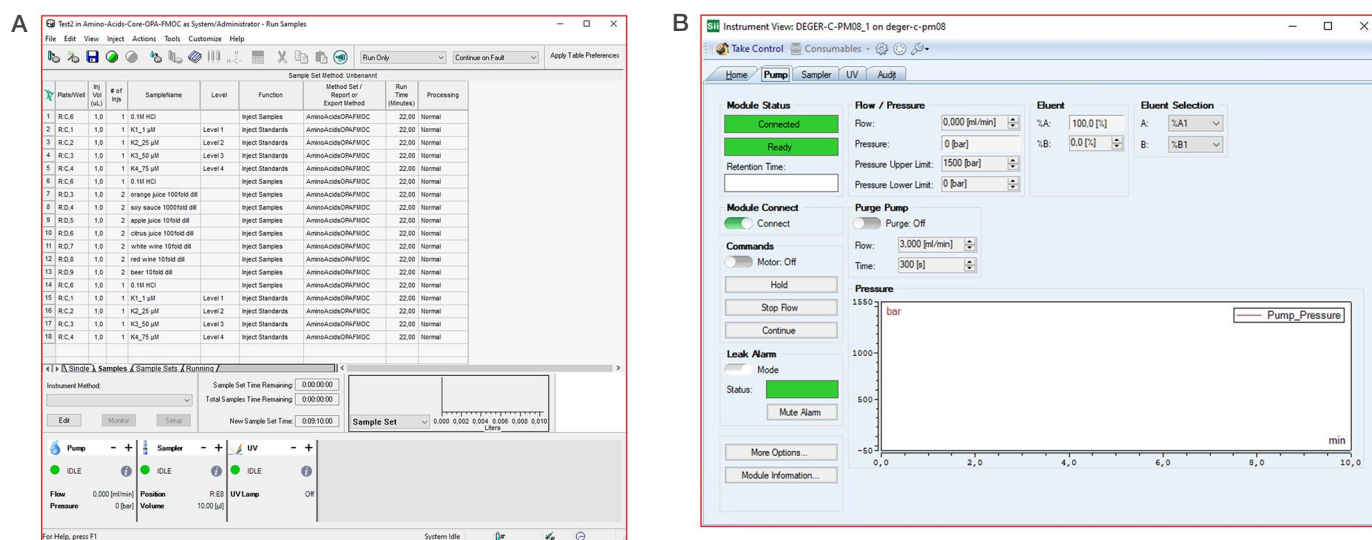 A
Test2 in Amino-Acids-Core-OPA-FMOC as System/Administrator - Run Samples
File Edit View Inject Actions Tools Customize Help
Run Only Continue on Fault Apply Table Preferences
Sample Set Method: Unbenannt
Plate/Well Inj Vol (uL) # of Injs SampleName Level Function Method Set / Report or Export Method Run Time (Minutes) Processing
1 R:C,6 1,0 1 0.1M HCl Inject Samples AminoAcidsOPAFMOC 22,00 Normal
2 R:C,1 1,0 1 K1_1 µM Level 1 Inject Standards AminoAcidsOPAFMOC 22,00 Normal
3 R:C,2 1,0 1 K2_25 µM Level 2 Inject Standards AminoAcidsOPAFMOC 22,00 Normal
4 R:C,3 1,0 1 K3_50 µM Level 3 Inject Standards AminoAcidsOPAFMOC 22,00 Normal
5 R:C,4 1,0 1 K4_75 µM Level 4 Inject Standards AminoAcidsOPAFMOC 22,00 Normal
6 R:C,6 1,0 1 0.1M HCl Inject Samples AminoAcidsOPAFMOC 22,00 Normal
7 R:D,3 1,0 2 orange juice 100fold dill Inject Samples AminoAcidsOPAFMOC 22,00 Normal
8 R:D,4 1,0 2 soy sauce 1000fold dill Inject Samples AminoAcidsOPAFMOC 22,00 Normal
9 R:D,5 1,0 2 apple juice 10fold dill Inject Samples AminoAcidsOPAFMOC 22,00 Normal
10 R:D,6 1,0 2 citrus juice 100fold dill Inject Samples AminoAcidsOPAFMOC 22,00 Normal
11 R:D,7 1,0 2 white wine 10fold dill Inject Samples AminoAcidsOPAFMOC 22,00 Normal
12 R:D,8 1,0 2 red wine 10fold dill Inject Samples AminoAcidsOPAFMOC 22,00 Normal
13 R:D,9 1,0 2 beer 10fold dill Inject Samples AminoAcidsOPAFMOC 22,00 Normal
14 R:C,6 1,0 1 0.1M HCl Inject Samples AminoAcidsOPAFMOC 22,00 Normal
15 R:C,1 1,0 1 K1_1 µM Level 1 Inject Standards AminoAcidsOPAFMOC 22,00 Normal
16 R:C,2 1,0 1 K2_25 µM Level 2 Inject Standards AminoAcidsOPAFMOC 22,00 Normal
17 R:C,3 1,0 1 K3_50 µM Level 3 Inject Standards AminoAcidsOPAFMOC 22,00 Normal
18 R:C,4 1,0 1 K4_75 µM Level 4 Inject Standards AminoAcidsOPAFMOC 22,00 Normal
Single Samples Sample Sets Running
Instrument Method:
Edit Monitor Setup
Sample Set Time Remaining: 0:00:00:00
Total Samples Time Remaining: 0:00:00:00
New Sample Set Time: 0:09:10:00
Sample Set
0,000 0,002 0,004 0,006 0,008 0,010
Liters
Pump - + Sampler - + UV - +
IDLE IDLE IDLE
Flow 0,000 [ml/min] Position R:E8 UV Lamp Off
Pressure 0 [bar] Volume 10,00 [µl]
For Help, press F1 System Idle
B
SII Instrument View: DEGER-C-PM08_1 on deger-c-pm08
Take Control Consumables
Home Pump Sampler UV Audit
Module Status
Connected
Ready
Retention Time:
Flow / Pressure
Flow: 0,000 [ml/min]
Pressure: 0 [bar]
Pressure Upper Limit: 1500 [bar]
Pressure Lower Limit: 0 [bar]
Eluent
%A: 100,0 [%]
%B: 0,0 [%]
Eluent Selection
A: %A1
B: %B1
Module Connect
Connect
Purge Pump
Purge: Off
Flow: 3,000 [ml/min]
Time: 300 [s]
Commands
Motor: Off
Hold
Stop Flow
Continue
Leak Alarm
Mode
Status:
Mute Alarm
More Options...
Module Information...
Pressure
bar
Pump_Pressure
1550
1000
500
-50
min
0,0 2,0 4,0 6,0 8,0 10,0